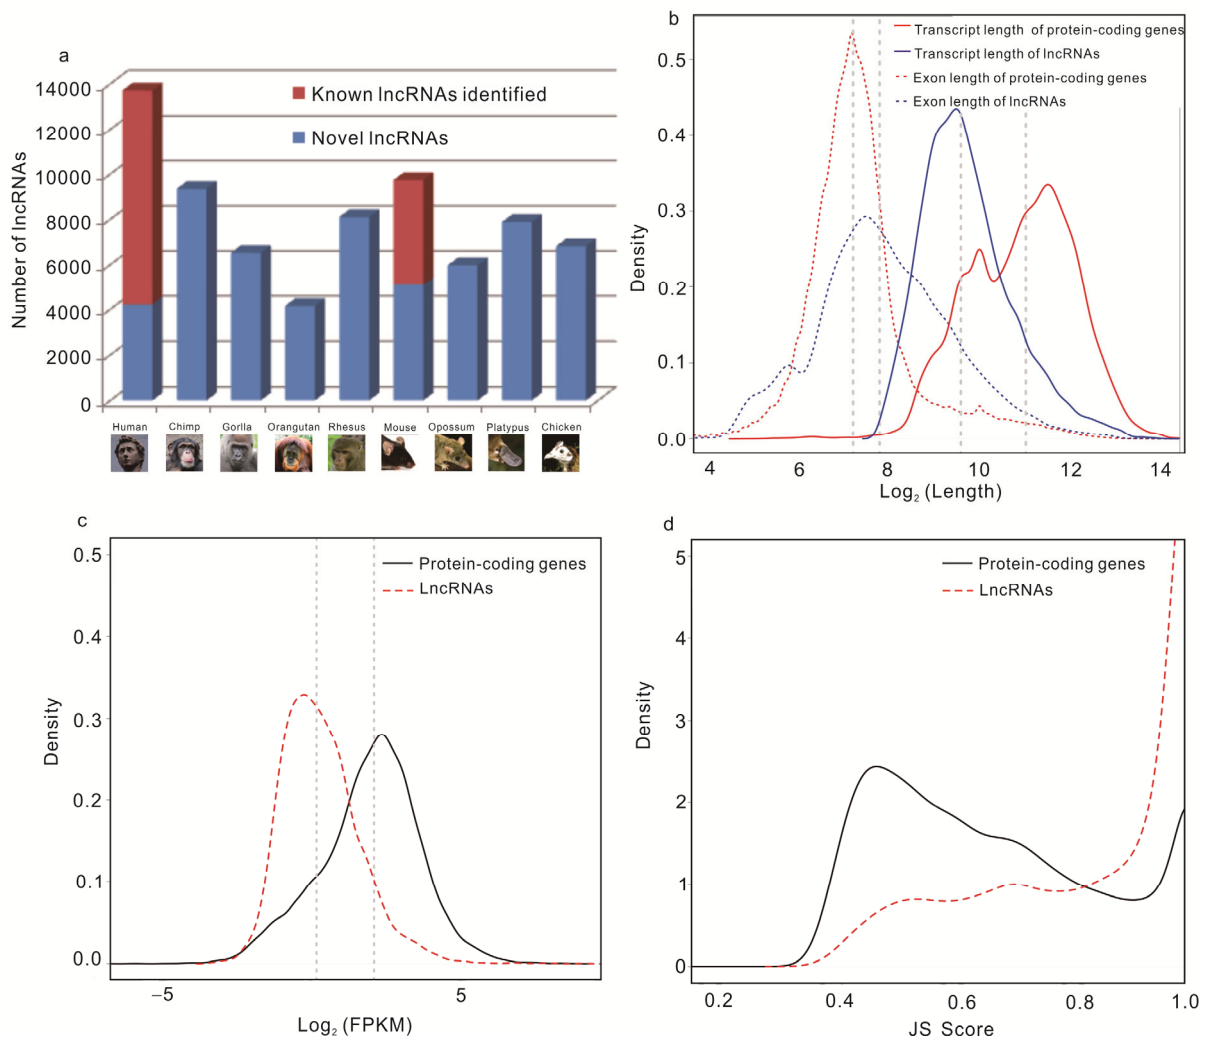 a
Known lncRNAs identified
Novel lncRNAs
Number of lncRNAs
14000
12000
10000
8000
6000
4000
2000
0
Human Chimp Gorlla Orangutan Rhesus Mouse Opossum Platypus Chicken
b
Transcript length of protein-coding genes
Transcript length of lncRNAs
Exon length of protein-coding genes
Exon length of lncRNAs
Density
0.5
0.4
0.3
0.2
0.1
0.0
4 6 8 10 12 14
Log₂ (Length)
c
Protein-coding genes
LncRNAs
Density
0.5
0.4
0.3
0.2
0.1
0.0
−5 5
Log₂ (FPKM)
d
Protein-coding genes
LncRNAs
Density
5
4
3
2
1
0
0.2 0.4 0.6 0.8 1.0
JS Score